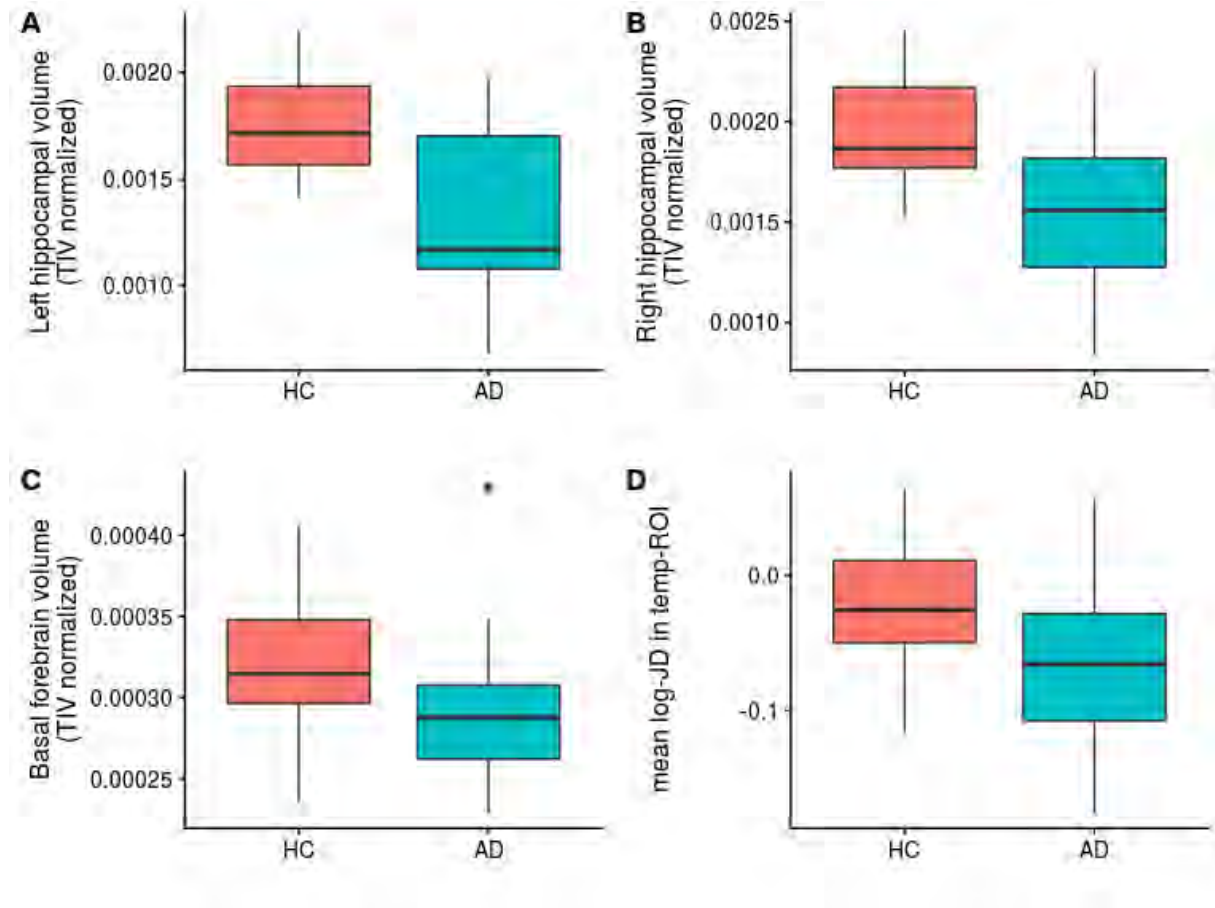 A
Left hippocampal volume
(TIV normalized)
0.0020
0.0015
0.0010
HC
AD
B
Right hippocampal volume
(TIV normalized)
0.0025
0.0020
0.0015
0.0010
HC
AD
C
Basal forebrain volume
(TIV normalized)
0.00040
0.00035
0.00030
0.00025
HC
AD
D
mean log-JD in temp-ROI
0.0
-0.1
HC
AD